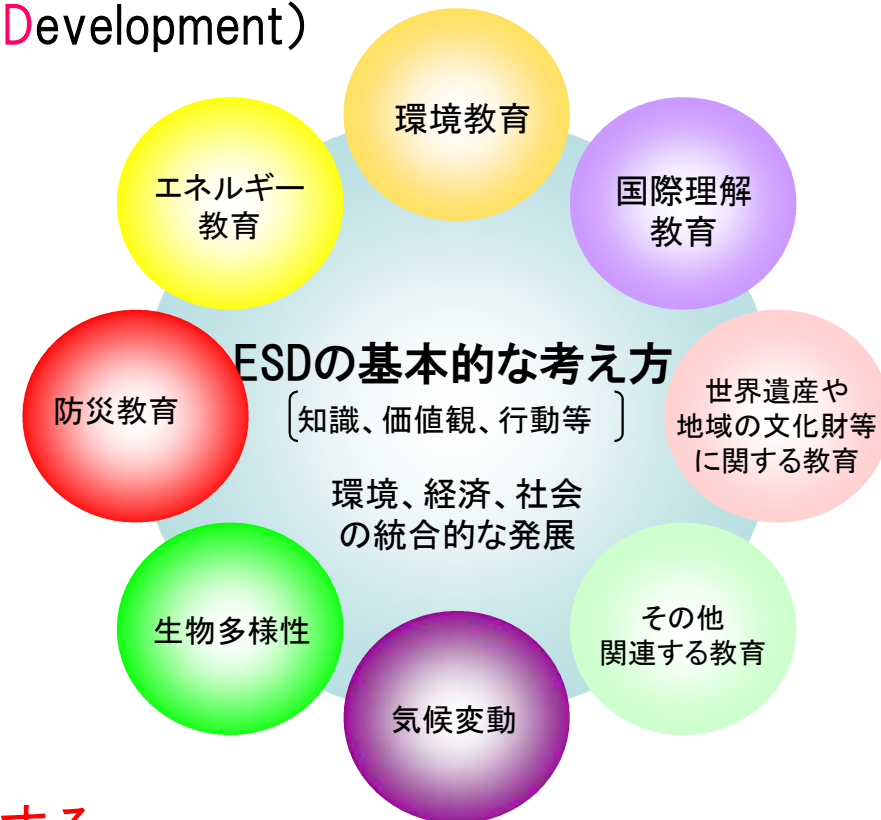 Development)
環境教育
エネルギー
教育
国際理解
教育
ESDの基本的な考え方
〔知識、価値観、行動等 〕
環境、経済、社会
の統合的な発展
防災教育
世界遺産や
地域の文化財等
に関する教育
生物多様性
その他
関連する教育
気候変動
する